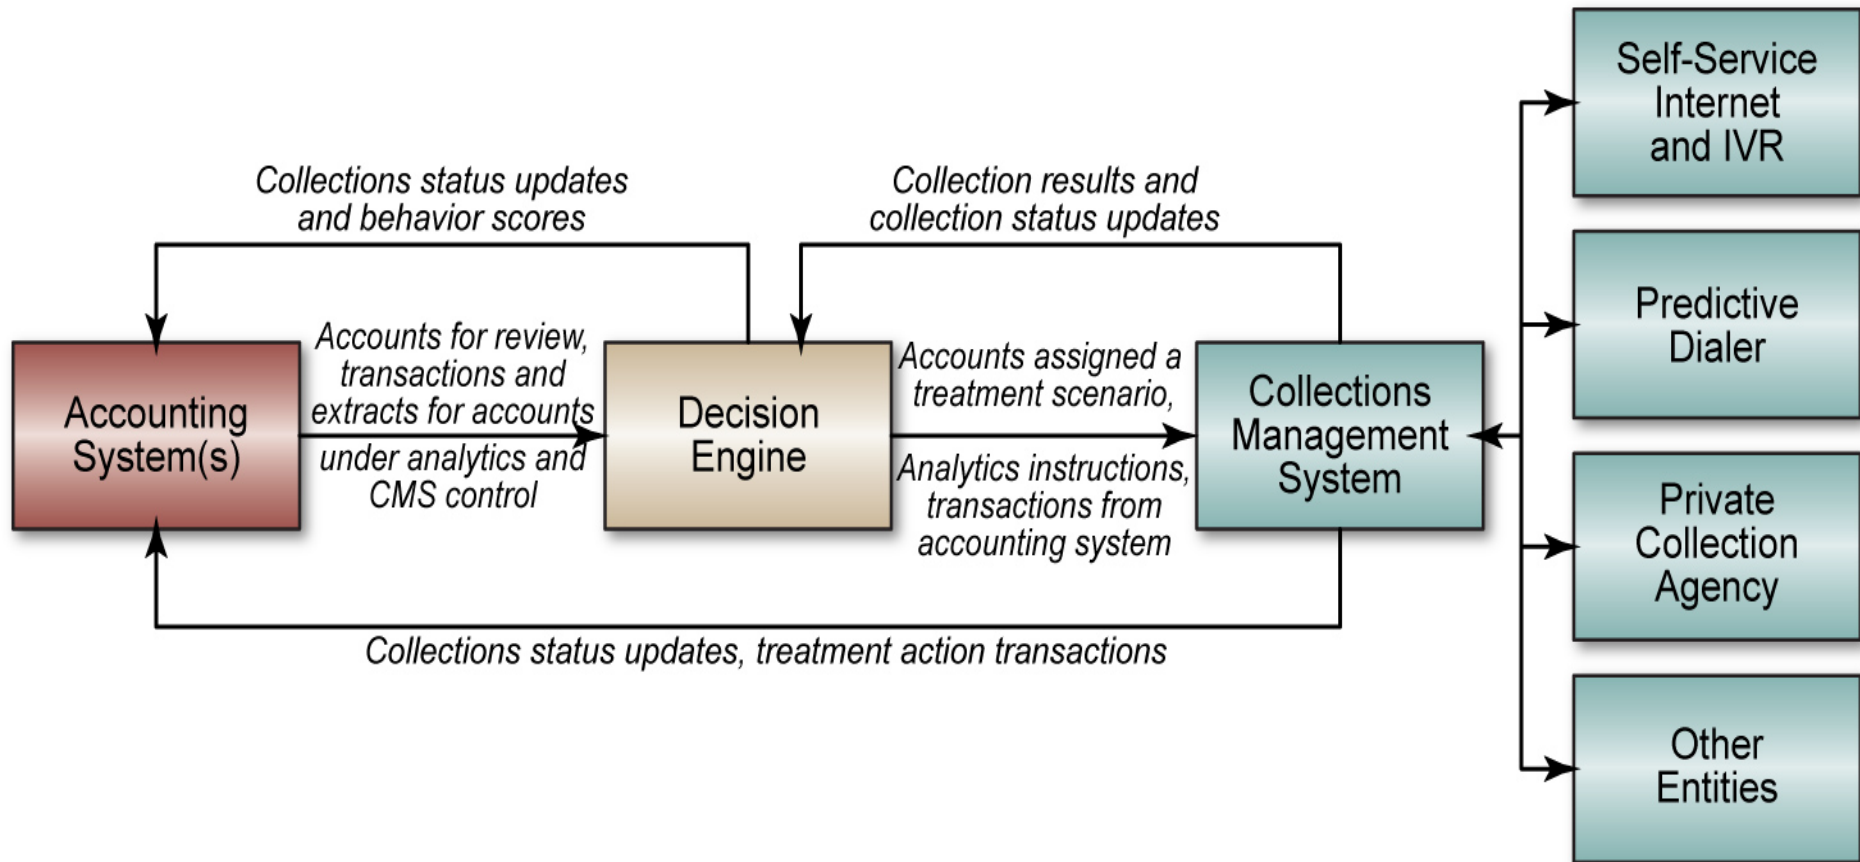 Self-Service
Internet
and IVR
Collections status updates
and behavior scores
Collection results and
collection status updates
Predictive
Dialer
Accounting
System(s)
Accounts for review,
transactions and
extracts for accounts
under analytics and
CMS control
Decision
Engine
Accounts assigned a
treatment scenario,
Analytics instructions,
transactions from
accounting system
Collections
Management
System
Private
Collection
Agency
Collections status updates, treatment action transactions
Other
Entities